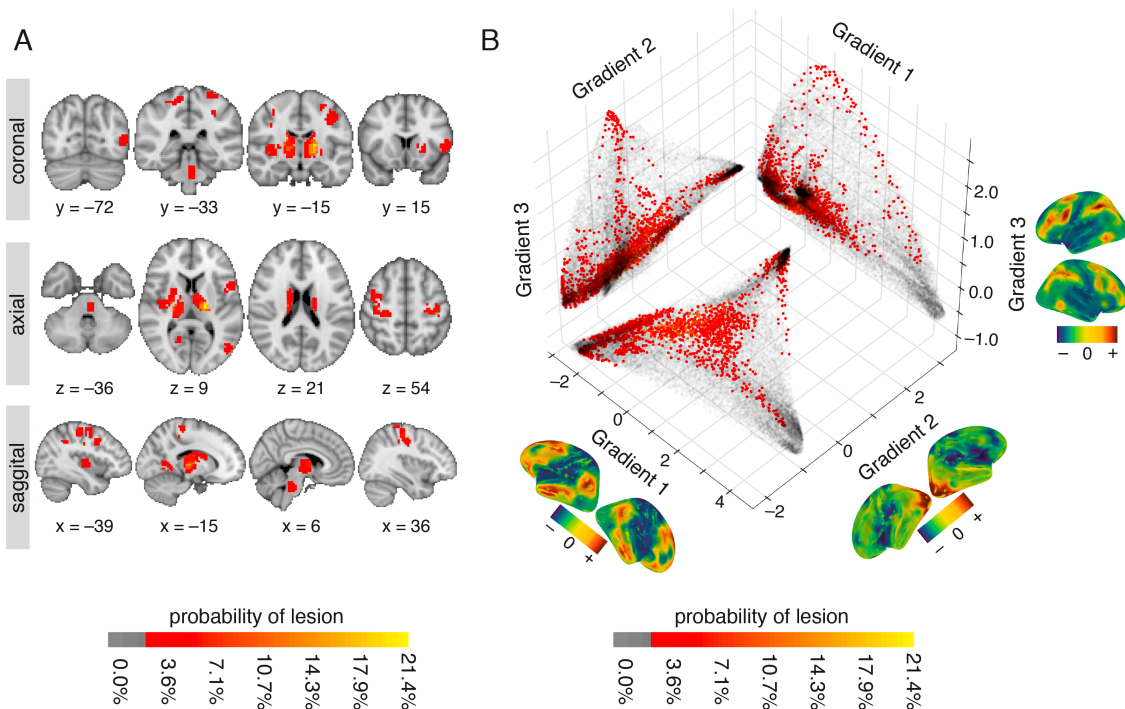 A
coronal
y = −72
y = −33
y = −15
y = 15
axial
z = −36
z = 9
z = 21
z = 54
saggital
x = −39
x = −15
x = 6
x = 36
probability of lesion
0.0%
3.6%
7.1%
10.7%
14.3%
17.9%
21.4%
B
Gradient 2
Gradient 1
Gradient 3
2.0
1.0
0.0
−1.0
Gradient 3
− 0 +
−2
0
2
4
Gradient 1
− 0 +
−2
0
2
Gradient 2
− 0 +
probability of lesion
0.0%
3.6%
7.1%
10.7%
14.3%
17.9%
21.4%